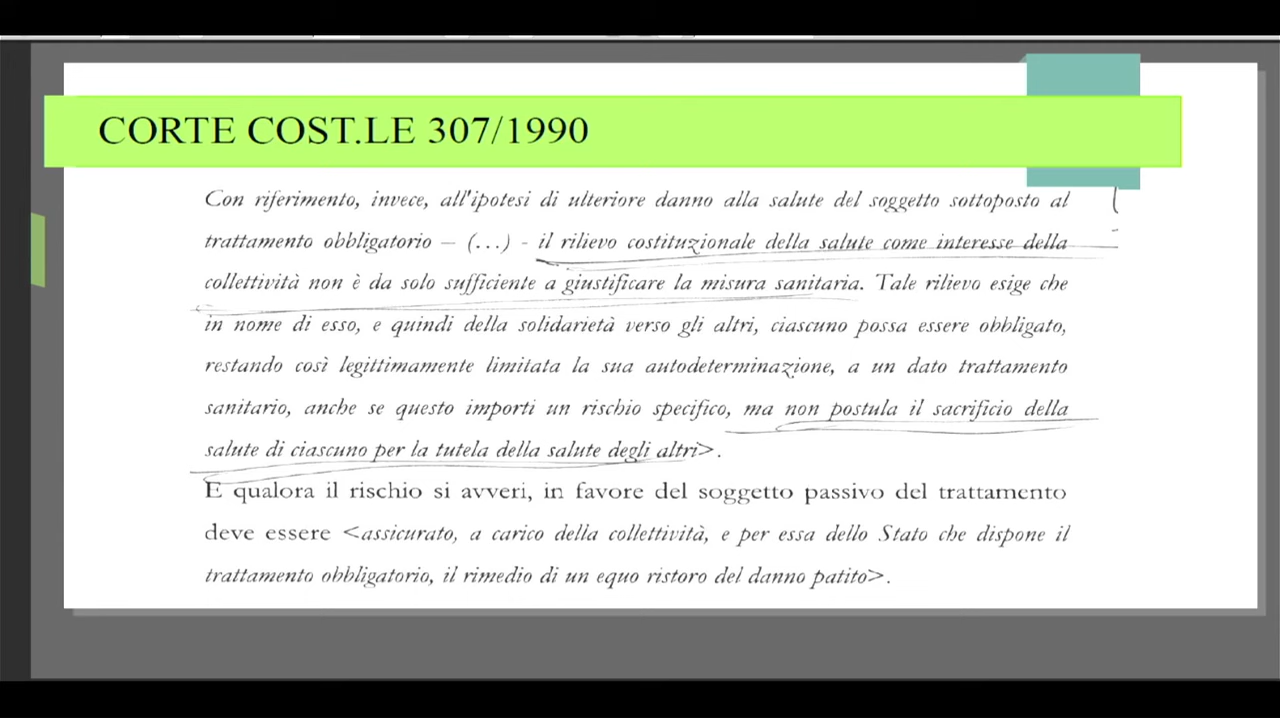 CORTE COST.LE 307/1990
Con riferimento, invece, all'ipotesi di ulteriore danno alla salute del soggetto sottoposto al
trattamento obbligatorio – (…) - il rilievo costituzionale della salute come interesse della
collettività non è da solo sufficiente a giustificare la misura sanitaria. Tale rilievo esige che
in nome di esso, e quindi della solidarietà verso gli altri, ciascuno possa essere obbligato,
restando così legittimamente limitata la sua autodeterminazione, a un dato trattamento
sanitario, anche se questo importi un rischio specifico, ma non postula il sacrificio della
salute di ciascuno per la tutela della salute degli altri>.
E qualora il rischio si avveri, in favore del soggetto passivo del trattamento
deve essere <assicurato, a carico della collettività, e per essa dello Stato che dispone il
trattamento obbligatorio, il rimedio di un equo ristoro del danno patito>.